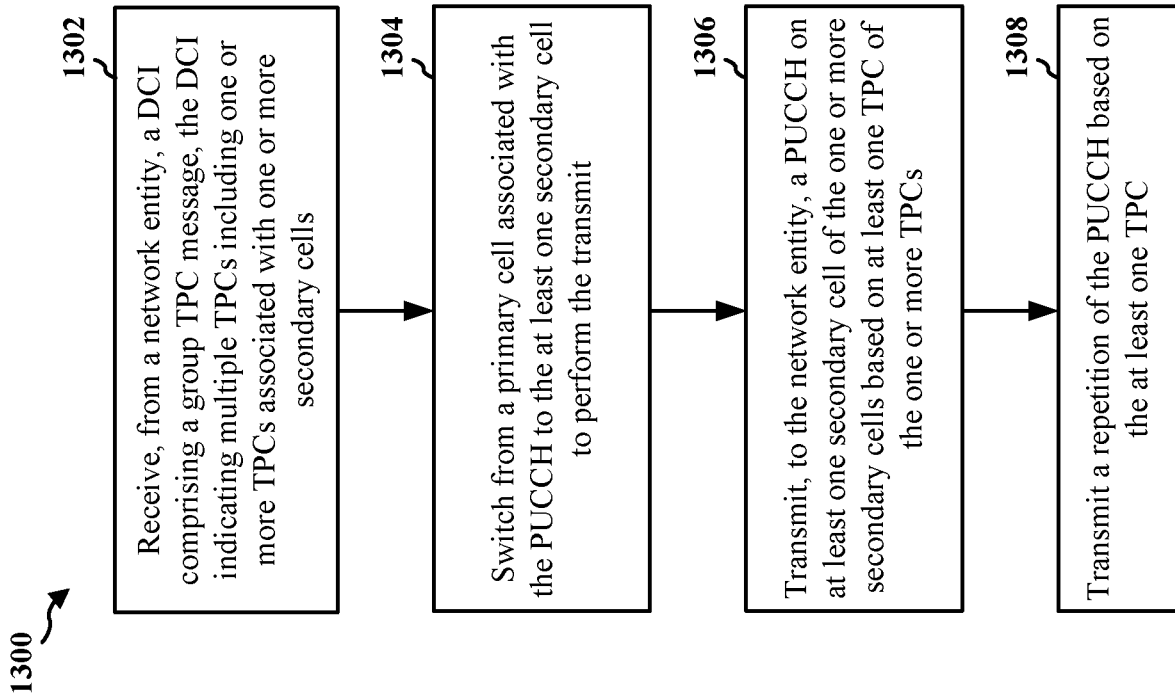 1300
1302
Receive, from a network entity, a DCI
comprising a group TPC message, the DCI
indicating multiple TPCs including one or
more TPCs associated with one or more
secondary cells
1304
Switch from a primary cell associated with
the PUCCH to the at least one secondary cell
to perform the transmit
1306
Transmit, to the network entity, a PUCCH on
at least one secondary cell of the one or more
secondary cells based on at least one TPC of
the one or more TPCs
1308
Transmit a repetition of the PUCCH based on
the at least one TPC